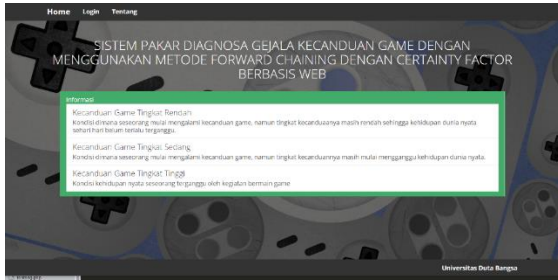 Home Login Tentang
SISTEM PAKAR DIAGNOSA GEJALA KECANDUAN GAME DENGAN
MENGGUNAKAN METODE FORWARD CHAINING DENGAN CERTAINTY FACTOR
BERBASIS WEB
Informasi
Kecanduan Game Tingkat Rendah
Kondisi dimana seseorang mulai mengalami kecanduan game, namun tingkat kecanduannya masih rendah sehingga kehidupan dunia nyata
sehari hari belum terlalu terganggu.
Kecanduan Game Tingkat Sedang
Kondisi dimana seseorang mulai mengalami kecanduan game, namun tingkat kecanduannya masih mulai mengganggu kehidupan dunia nyata.
Kecanduan Game Tingkat Tinggi
Kondisi kehidupan nyata seseorang terganggu oleh kegiatan bermain game
Universitas Duta Bangsa